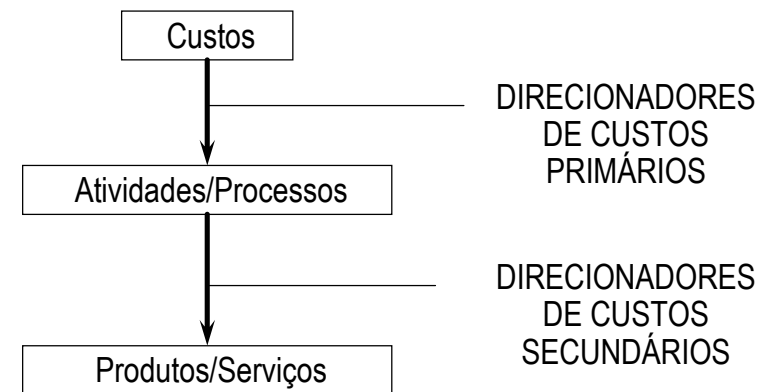 Custos
DIRECIONADORES
DE CUSTOS
PRIMÁRIOS
Atividades/Processos
DIRECIONADORES
DE CUSTOS
SECUNDÁRIOS
Produtos/Serviços